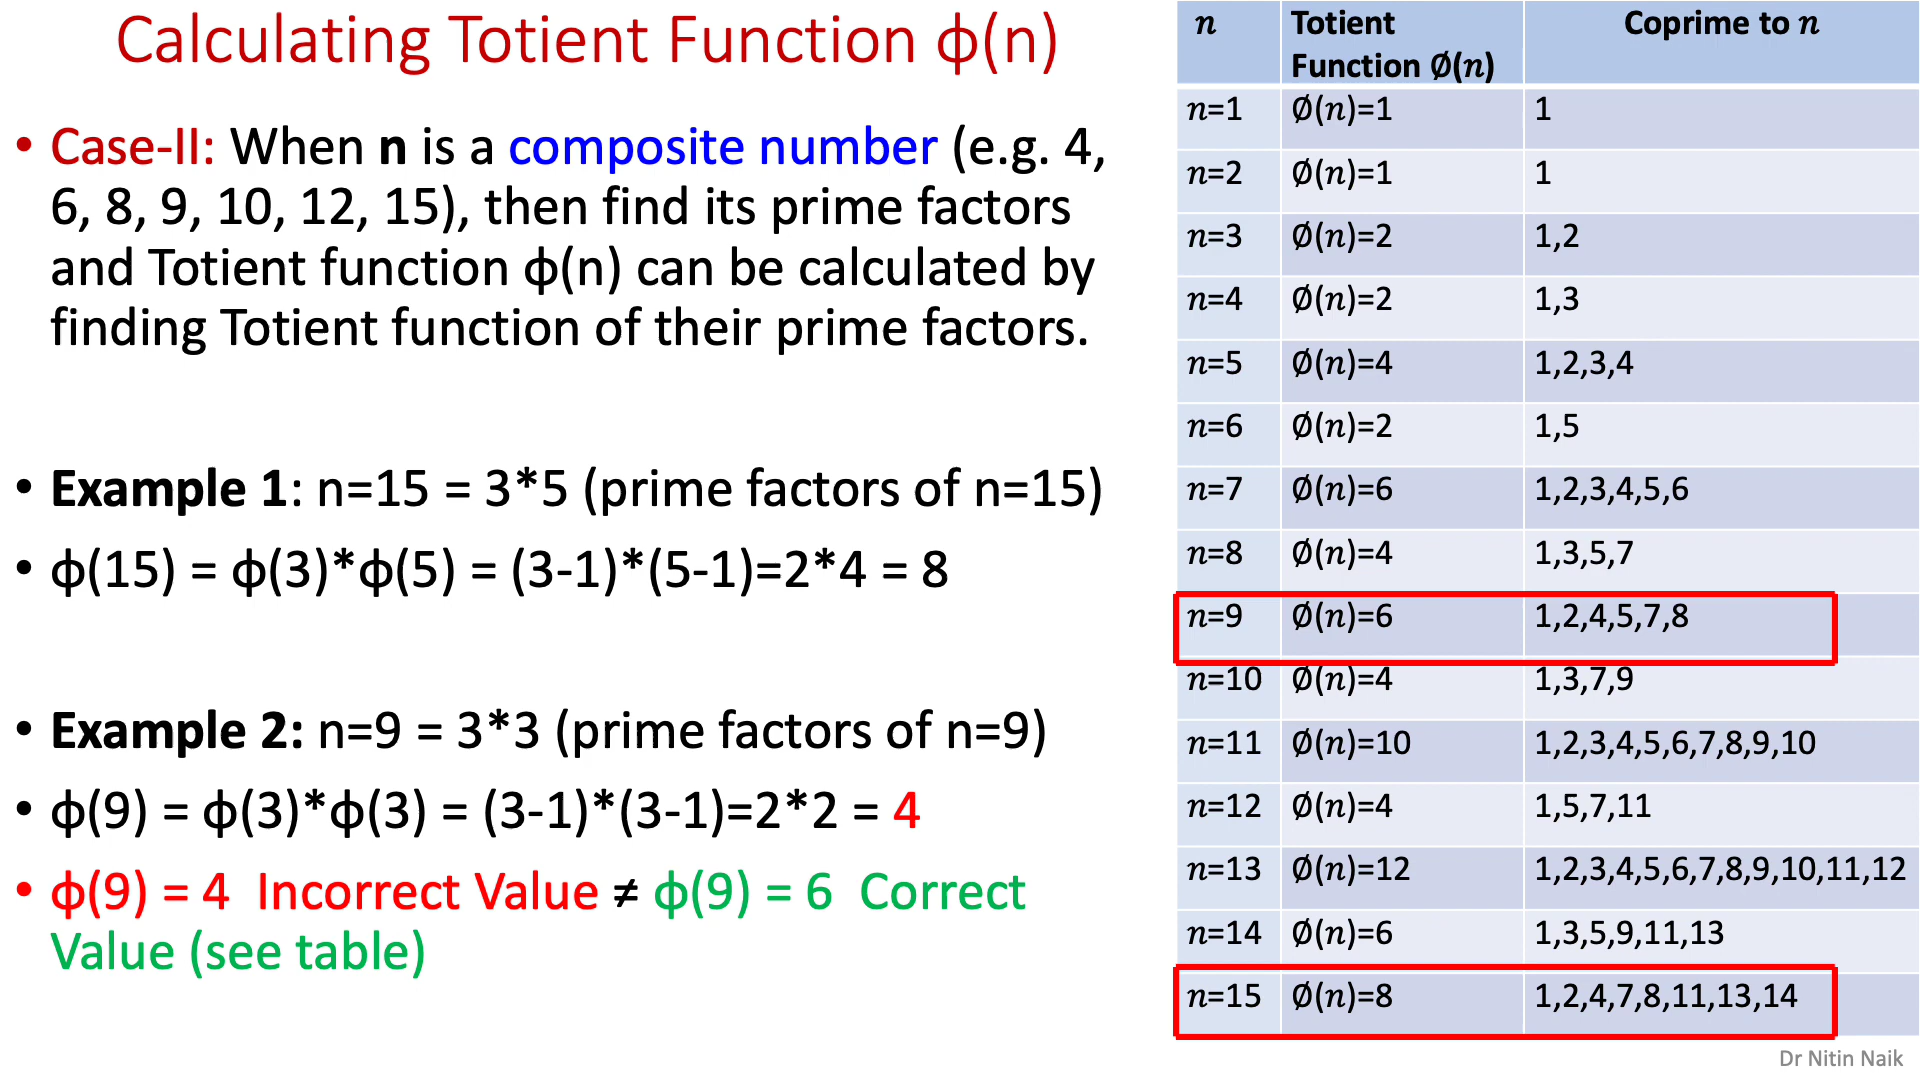 Calculating Totient Function ϕ(n)
• Case-II: When n is a composite number (e.g. 4,
6, 8, 9, 10, 12, 15), then find its prime factors
and Totient function ϕ(n) can be calculated by
finding Totient function of their prime factors.
• Example 1: n=15 = 3*5 (prime factors of n=15)
• ϕ(15) = ϕ(3)*ϕ(5) = (3-1)*(5-1)=2*4 = 8
• Example 2: n=9 = 3*3 (prime factors of n=9)
• ϕ(9) = ϕ(3)*ϕ(3) = (3-1)*(3-1)=2*2 = 4
• ϕ(9) = 4 Incorrect Value ≠ ϕ(9) = 6 Correct
Value (see table)
n Totient Function Ø(n) Coprime to n
n=1 Ø(n)=1 1
n=2 Ø(n)=1 1
n=3 Ø(n)=2 1,2
n=4 Ø(n)=2 1,3
n=5 Ø(n)=4 1,2,3,4
n=6 Ø(n)=2 1,5
n=7 Ø(n)=6 1,2,3,4,5,6
n=8 Ø(n)=4 1,3,5,7
n=9 Ø(n)=6 1,2,4,5,7,8
n=10 Ø(n)=4 1,3,7,9
n=11 Ø(n)=10 1,2,3,4,5,6,7,8,9,10
n=12 Ø(n)=4 1,5,7,11
n=13 Ø(n)=12 1,2,3,4,5,6,7,8,9,10,11,12
n=14 Ø(n)=6 1,3,5,9,11,13
n=15 Ø(n)=8 1,2,4,7,8,11,13,14
Dr Nitin Naik